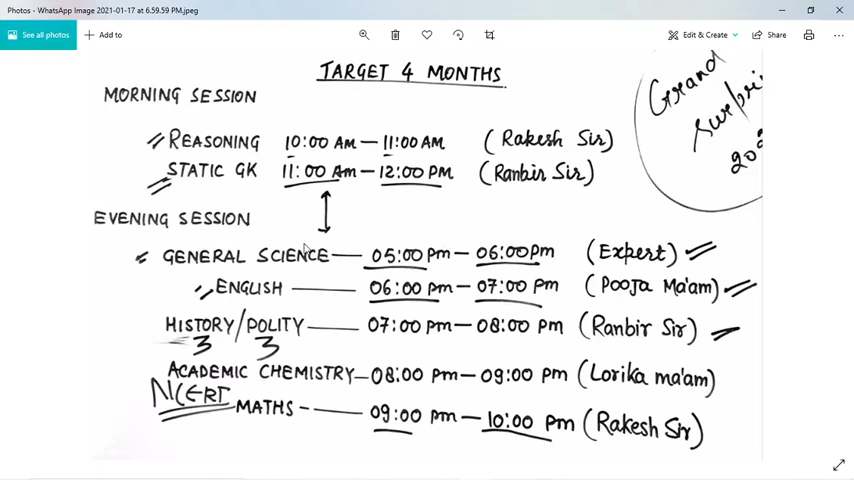 Photos - WhatsApp Image 2021-01-17 at 6.59.59 PM.jpeg
See all photos
Add to
Edit & Create
Share
TARGET 4 MONTHS
Grand
MORNING SESSION
REASONING 10:00 AM — 11:00 AM (Rakesh Sir)
STATIC GK 11:00 Am — 12:00 PM (Ranbir Sir)
EVENING SESSION
GENERAL SCIENCE — 05:00 Pm — 06:00 Pm (Expert)
ENGLISH — 06:00 Pm — 07:00 Pm (Pooja Ma'am)
HISTORY/POLITY — 07:00 Pm — 08:00 Pm (Ranbir Sir)
3 3
ACADEMIC CHEMISTRY — 08:00 Pm — 09:00 Pm (Lorika ma'am)
NCERT
MATHS - — 09:00 pm — 10:00 pm (Rakesh Sir)